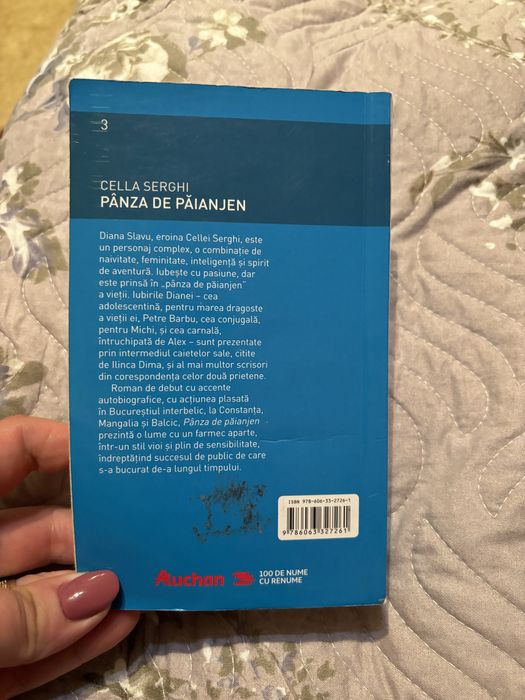 3
CELLA SERGHI
PÂNZA DE PĂIANJEN
Diana Slavu, eroina Cellei Serghi, este
un personaj complex, o combinație de
naivitate, feminitate, inteligență și spirit
de aventură. Iubește cu pasiune, dar
este prinsă în „pânza de păianjen”
a vieții. Iubirile Dianei – cea
adolescentină, pentru marea dragoste
a vieții ei, Petre Barbu, cea conjugală,
pentru Michi, și cea carnală,
întruchipată de Alex – sunt prezentate
prin intermediul caietelor sale, citite
de Ilinca Dima, și al mai multor scrisori
din corespondența celor două prietene.
Roman de debut cu accente
autobiografice, cu acțiunea plasată
în Bucureștiul interbelic, la Constanța,
Mangalia și Balcic, Pânza de păianjen
prezintă o lume cu un farmec aparte,
într-un stil vioi și plin de sensibilitate,
îndreptățind succesul de public de care
s-a bucurat de-a lungul timpului.
ISBN 978-606-33-2726-1
9 786063 327261
Auchan
100 DE NUME
CU RENUME